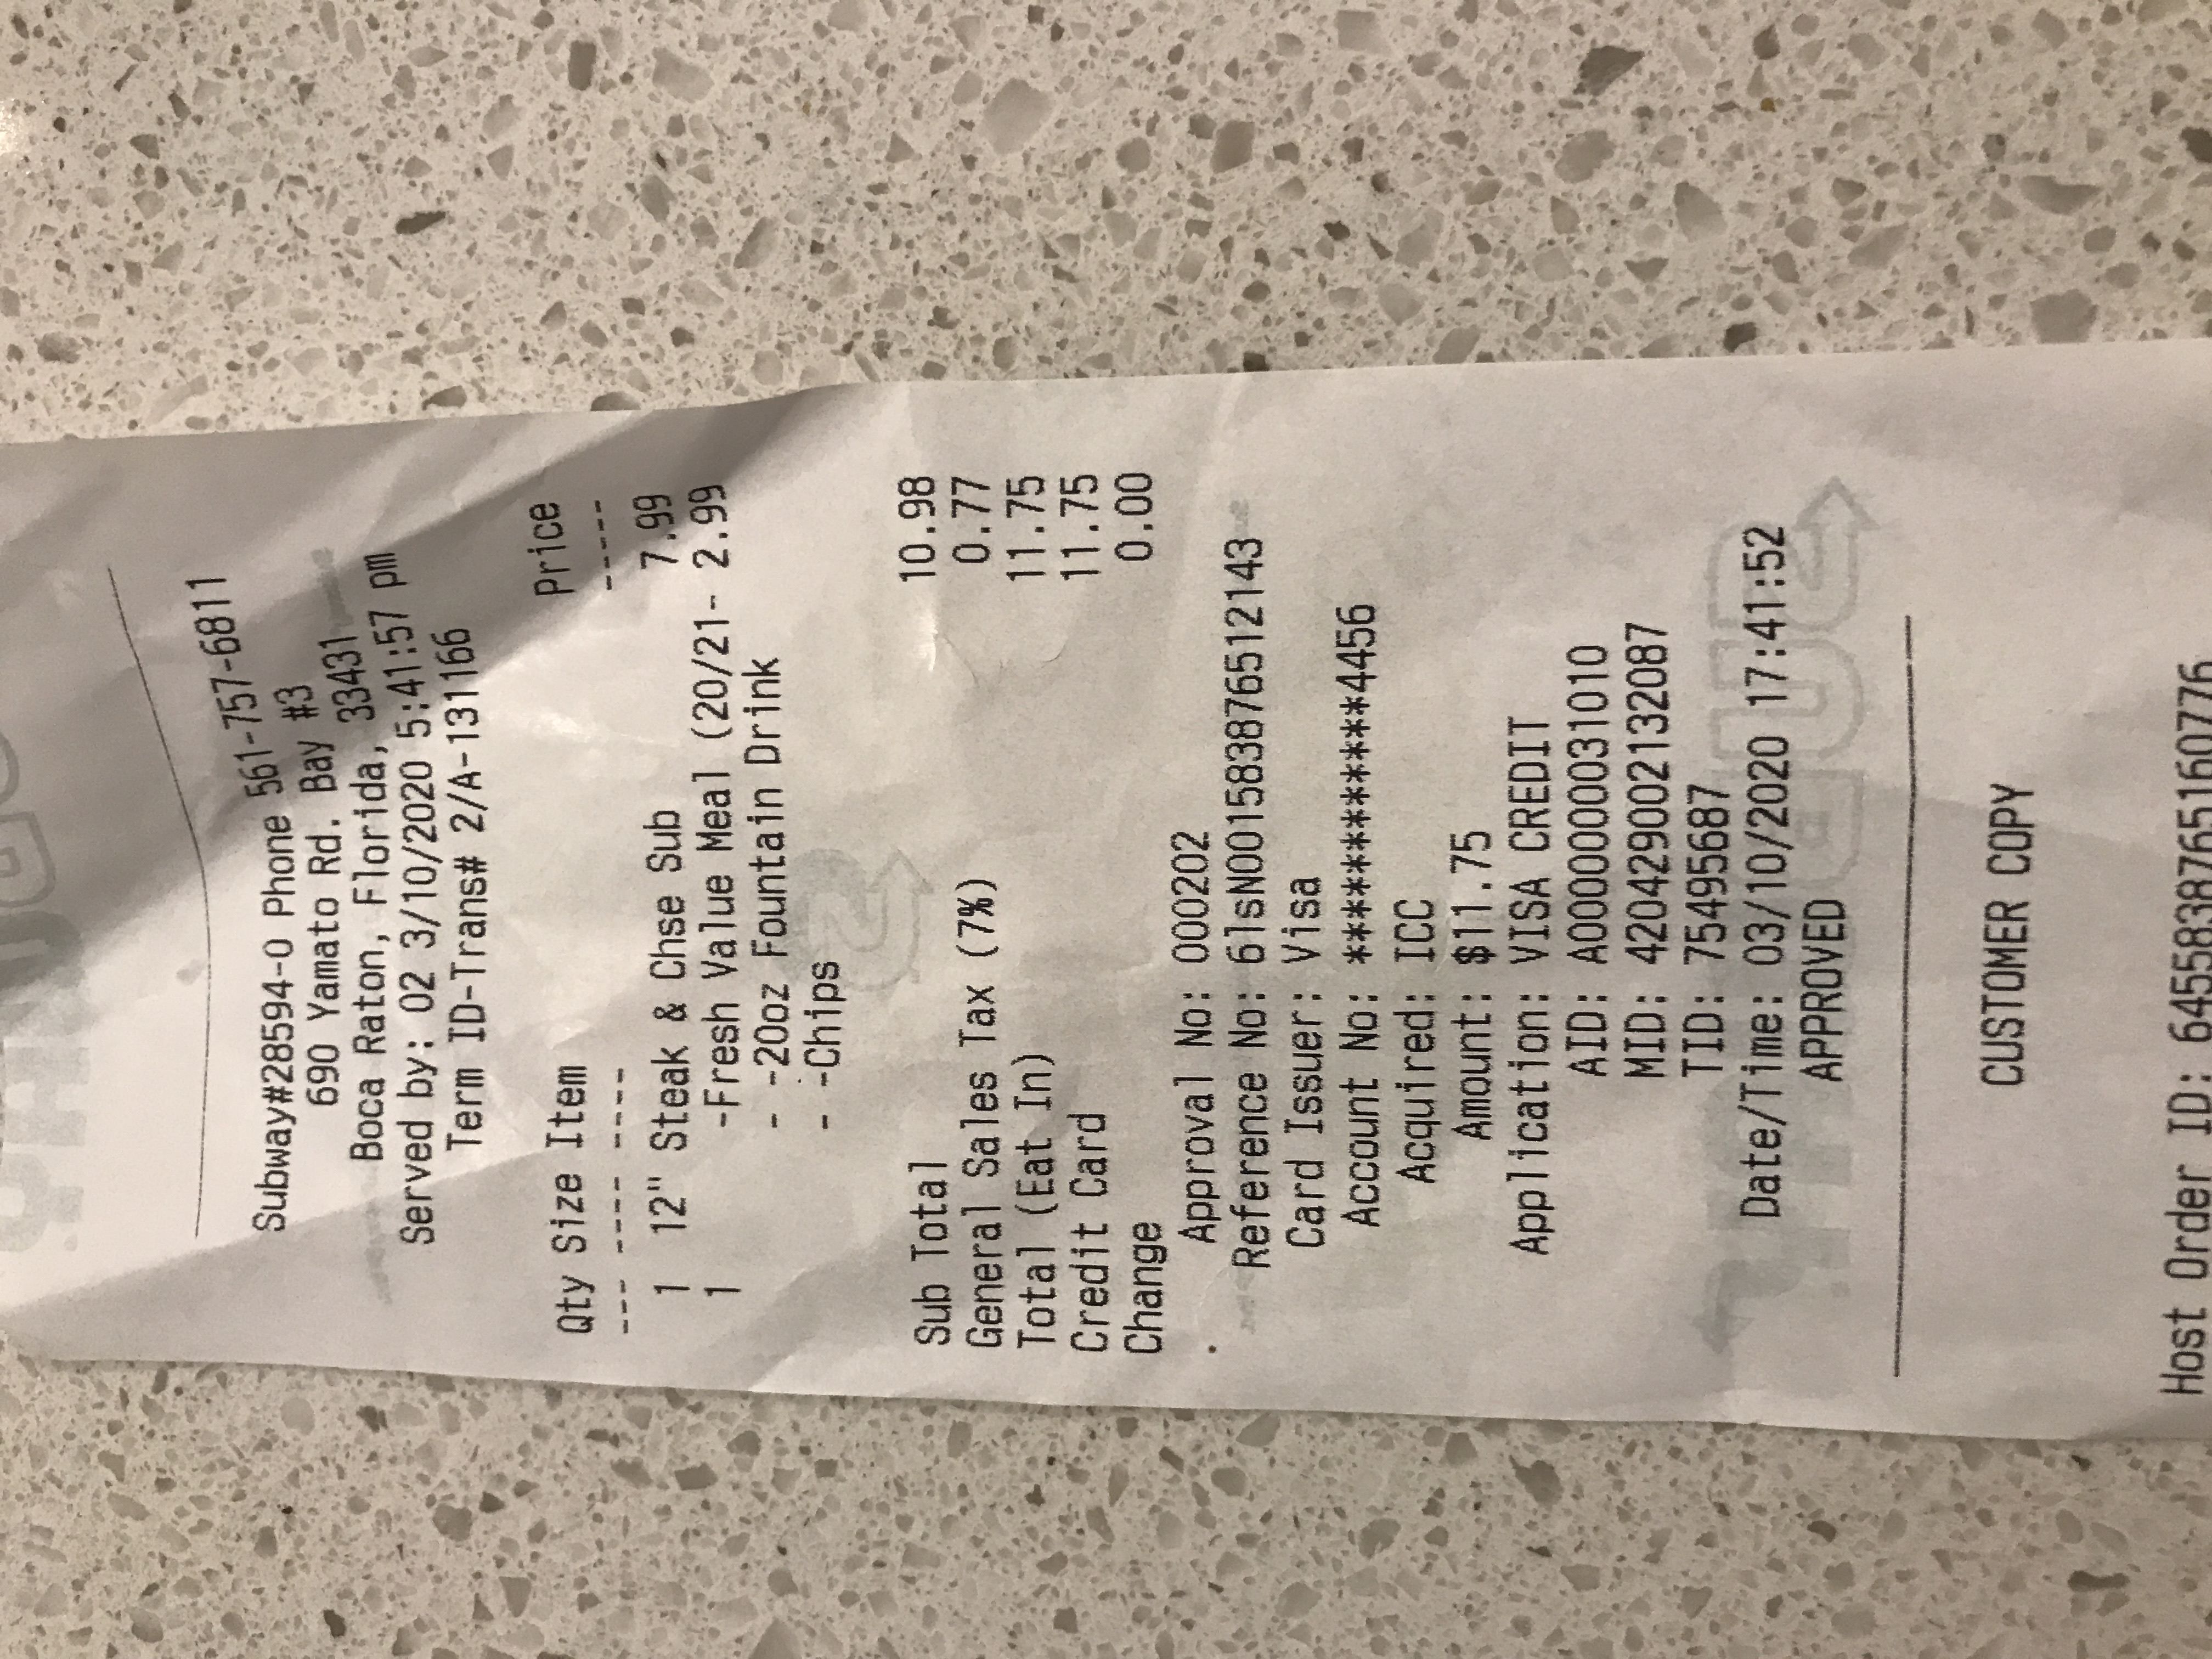 Subway#28594-0 Phone 561-757-6811
690 Yamato Rd. Bay #3
Boca Raton, Florida, 33431
Served by: 02 3/10/2020 5:41:57 pm
Term ID-Trans# 2/A-131166
Qty Size Item Price
--- ---- ---- -----
1 12" Steak & Chse Sub 7.99
1 -Fresh Value Meal (20/21- 2.99
- -20oz Fountain Drink
- -Chips
Sub Total 10.98
General Sales Tax (7%) 0.77
Total (Eat In) 11.75
Credit Card 11.75
Change 0.00
Approval No: 000202
Reference No: 6lsN001583876512143
Card Issuer: Visa
Account No: ************4456
Acquired: ICC
Amount: $11.75
Application: VISA CREDIT
AID: A0000000031010
MID: 420429002132087
TID: 75495687
Date/Time: 03/10/2020 17:41:52
APPROVED
CUSTOMER COPY
Host Order ID: 6455838765160776